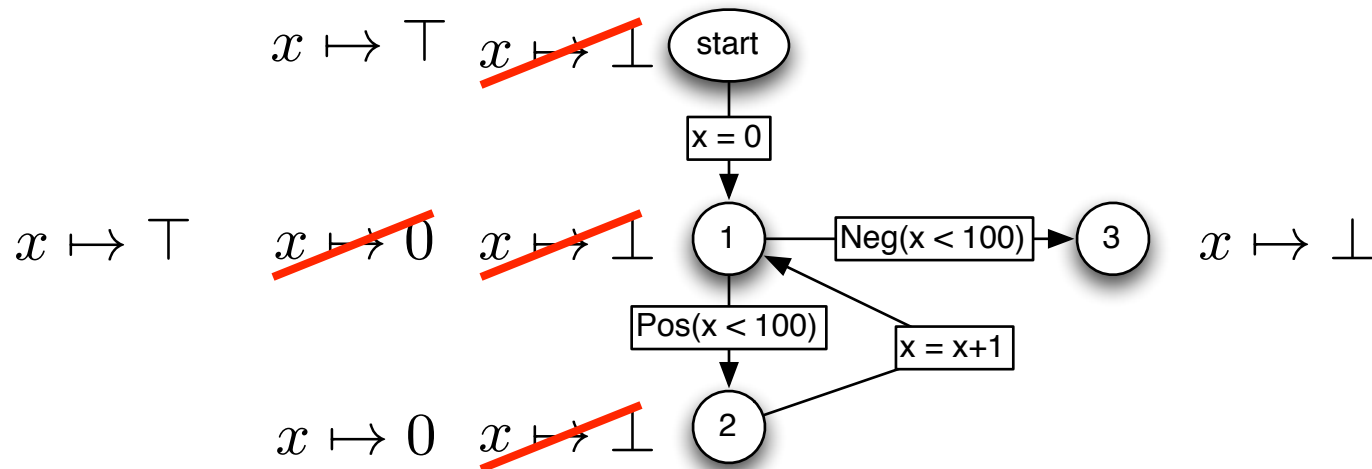 x ↦ ⊤ x ↦ ⊥ start
x = 0
x ↦ ⊤ x ↦ 0 x ↦ ⊥ 1 Neg(x < 100) 3 x ↦ ⊥
Pos(x < 100)
x = x+1
x ↦ 0 x ↦ ⊥ 2